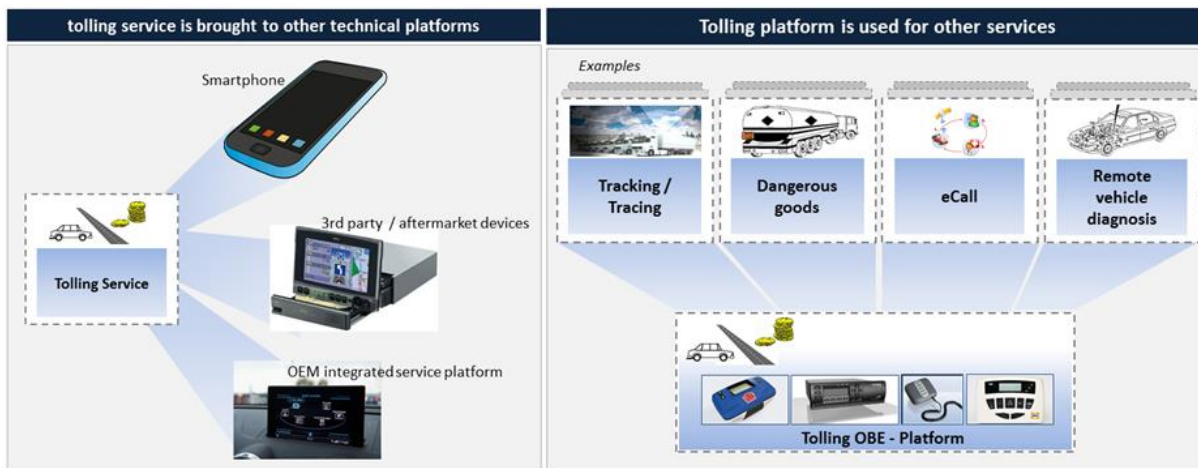 tolling service is brought to other technical platforms
Smartphone
3rd party / aftermarket devices
Tolling Service
OEM integrated service platform
Tolling platform is used for other services
Examples
Tracking /
Tracing
Dangerous
goods
eCall
Remote
vehicle
diagnosis
Tolling OBE - Platform